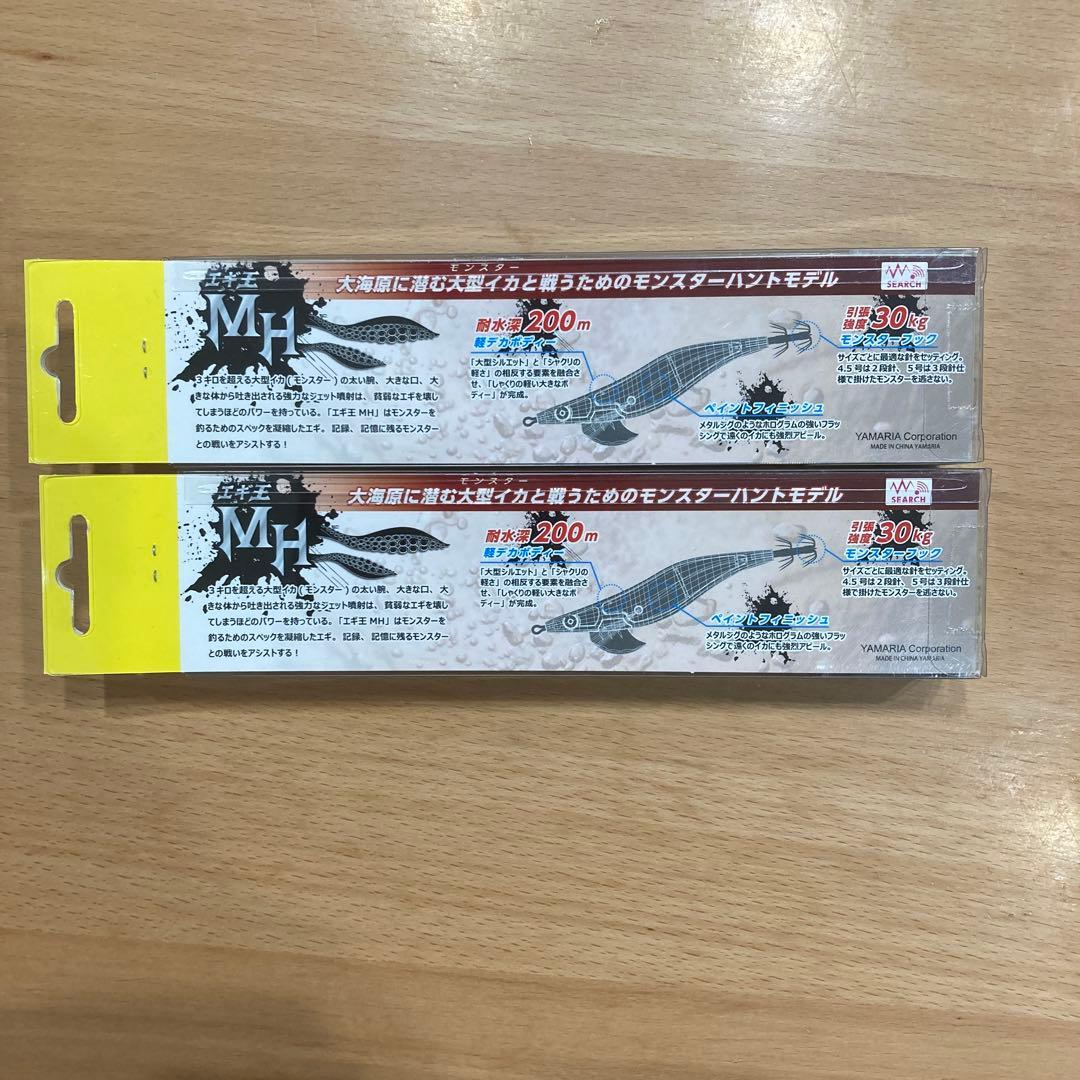 エギ王
MH
モンスター
大海原に潜む大型イカと戦うためのモンスターハントモデル
SEARCH
3キロを超える大型イカ(モンスター)の太い腕、大きな口、大
きな体から吐き出される強力なジェット噴射は、貧弱なエギを壊し
てしまうほどのパワーを持っている。「エギ王 MH」はモンスターを
釣るためのスペックを凝縮したエギ。記録、記憶に残るモンスター
との戦いをアシストする!
耐水深200m
軽デカボディー
「大型シルエット」と「シャクリの
軽さ」の相反する要素を融合さ
せ、「しゃくりの軽い大きなボ
ディー」が完成。
引張強度30kg
モンスターフック
サイズごとに最適な針をセッティング。
4.5号は2段針、5号は3段針仕
様で掛けたモンスターを逃さない。
ペイントフィニッシュ
メタルジグのようなホログラムの強いフラッ
シングで遠くのイカにも強烈アピール。
YAMARIA Corporation
MADE IN CHINA YAMARIA
エギ王
MH
モンスター
大海原に潜む大型イカと戦うためのモンスターハントモデル
SEARCH
3キロを超える大型イカ(モンスター)の太い腕、大きな口、大
きな体から吐き出される強力なジェット噴射は、貧弱なエギを壊し
てしまうほどのパワーを持っている。「エギ王 MH」はモンスターを
釣るためのスペックを凝縮したエギ。記録、記憶に残るモンスター
との戦いをアシストする!
耐水深200m
軽デカボディー
「大型シルエット」と「シャクリの
軽さ」の相反する要素を融合さ
せ、「しゃくりの軽い大きなボ
ディー」が完成。
引張強度30kg
モンスターフック
サイズごとに最適な針をセッティング。
4.5号は2段針、5号は3段針仕
様で掛けたモンスターを逃さない。
ペイントフィニッシュ
メタルジグのようなホログラムの強いフラッ
シングで遠くのイカにも強烈アピール。
YAMARIA Corporation
MADE IN CHINA YAMARIA